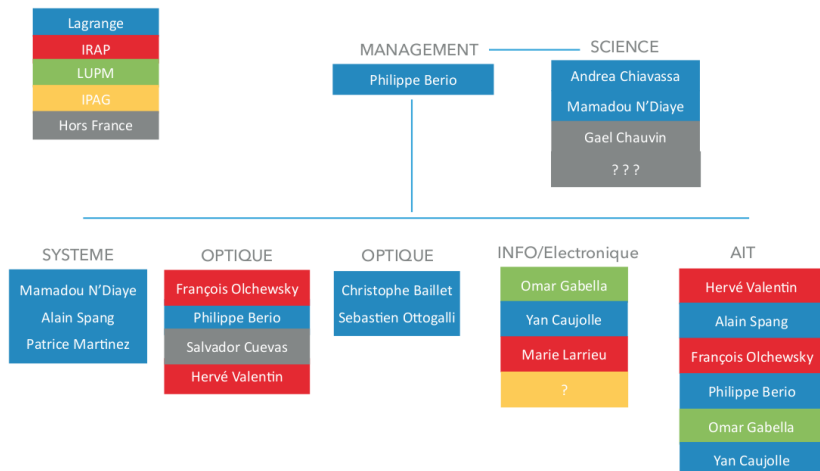 Lagrange
IRAP
LUPM
IPAG
Hors France
MANAGEMENT
Philippe Berio
SCIENCE
Andrea Chiavassa
Mamadou N'Diaye
Gael Chauvin
? ? ?
SYSTEME
Mamadou N'Diaye
Alain Spang
Patrice Martinez
OPTIQUE
François Olchewsky
Philippe Berio
Salvador Cuevas
Hervé Valentin
OPTIQUE
Christophe Baillet
Sebastien Ottogalli
INFO/Electronique
Omar Gabella
Yan Caujolle
Marie Larrieu
?
AIT
Hervé Valentin
Alain Spang
François Olchewsky
Philippe Berio
Omar Gabella
Yan Caujolle